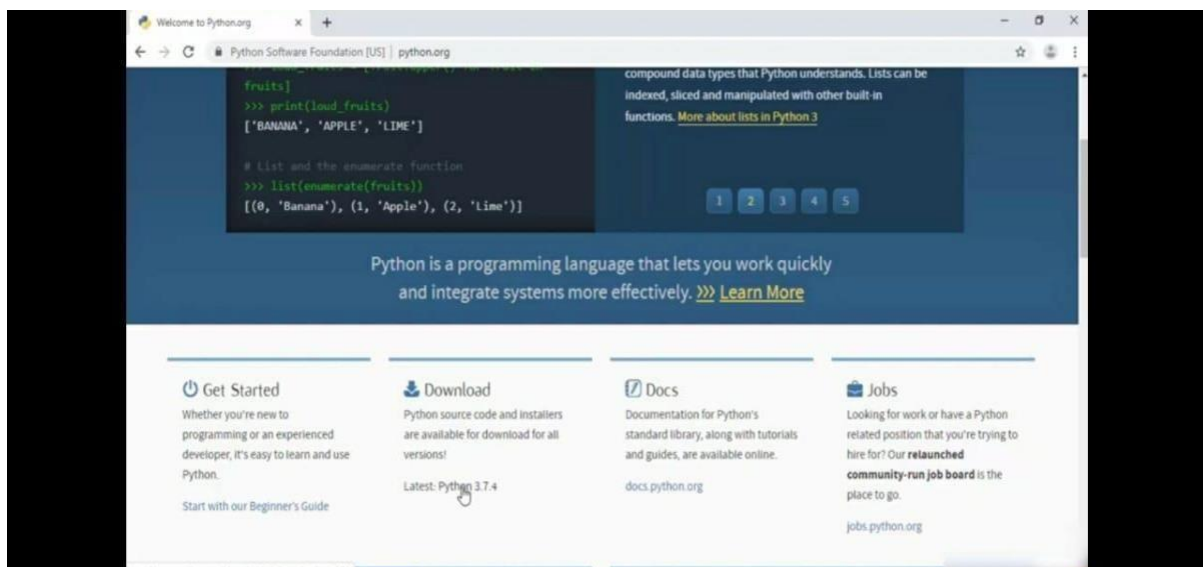 Welcome to Python.org
Python Software Foundation [US] | python.org
fruits]
>>> print(loud_fruits)
['BANANA', 'APPLE', 'LIME']
# List and the enumerate function
>>> list(enumerate(fruits))
[(0, 'Banana'), (1, 'Apple'), (2, 'Lime')]
compound data types that Python understands. Lists can be
indexed, sliced and manipulated with other built-in
functions. More about lists in Python 3
1 2 3 4 5
Python is a programming language that lets you work quickly
and integrate systems more effectively. >>> Learn More
Get Started
Whether you're new to
programming or an experienced
developer, it's easy to learn and use
Python.
Start with our Beginner's Guide
Download
Python source code and installers
are available for download for all
versions!
Latest: Python 3.7.4
Docs
Documentation for Python's
standard library, along with tutorials
and guides, are available online.
docs.python.org
Jobs
Looking for work or have a Python
related position that you're trying to
hire for? Our relaunched
community-run job board is the
place to go.
jobs.python.org